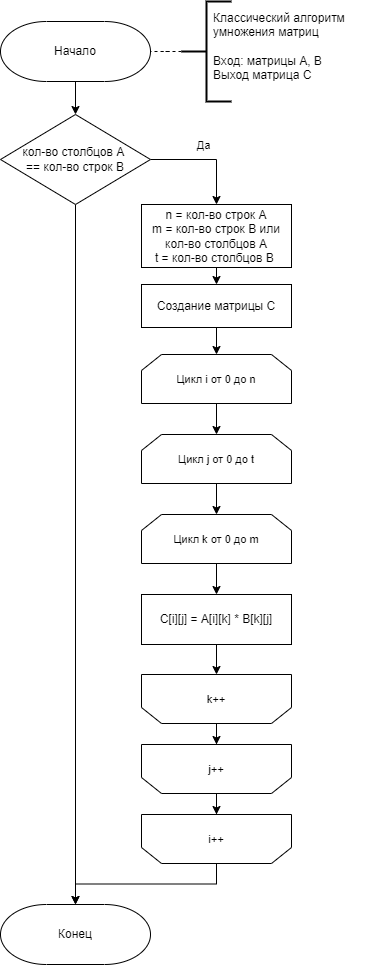 Классический алгоритм
умножения матриц
Вход: матрицы A, B
Выход матрица C
Начало
кол-во столбцов A
== кол-во строк B
Да
n = кол-во строк A
m = кол-во строк B или
кол-во столбцов A
t = кол-во столбцов B
Создание матрицы C
Цикл i от 0 до n
Цикл j от 0 до t
Цикл k от 0 до m
C[i][j] = A[i][k] * B[k][j]
k++
j++
i++
Конец